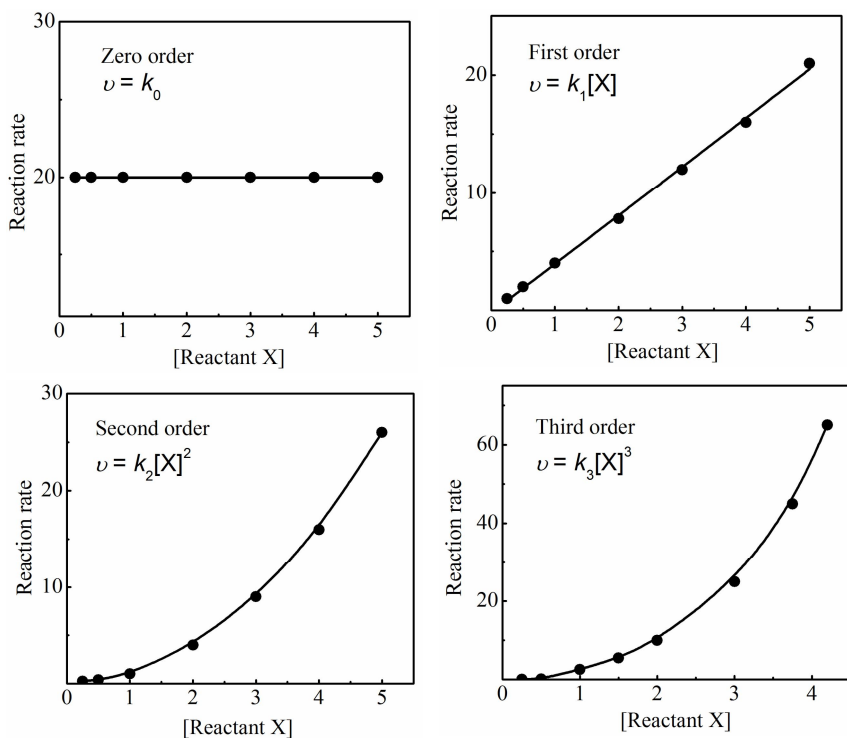 30
Zero order
υ = k₀
20
Reaction rate
0 1 2 3 4 5
[Reactant X]
First order
υ = k₁[X]
20
10
Reaction rate
0 1 2 3 4 5
[Reactant X]
30
Second order
υ = k₂[X]²
20
10
Reaction rate
0 1 2 3 4 5
[Reactant X]
Third order
υ = k₃[X]³
60
40
20
Reaction rate
0 1 2 3 4
[Reactant X]